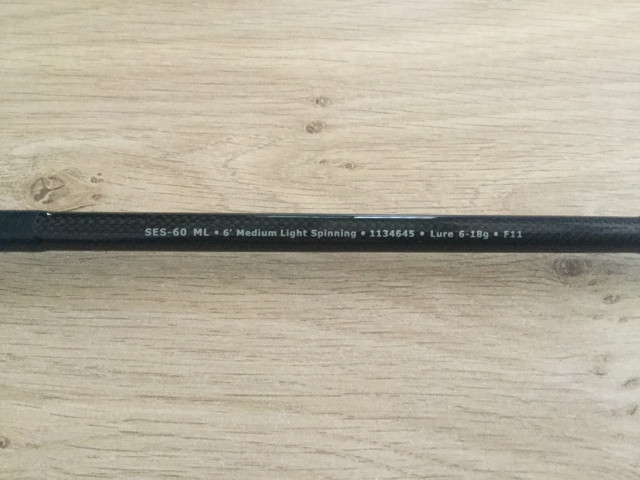 SES-60 ML • 6' Medium Light Spinning • 1134645 • Lure 6-18g • F11